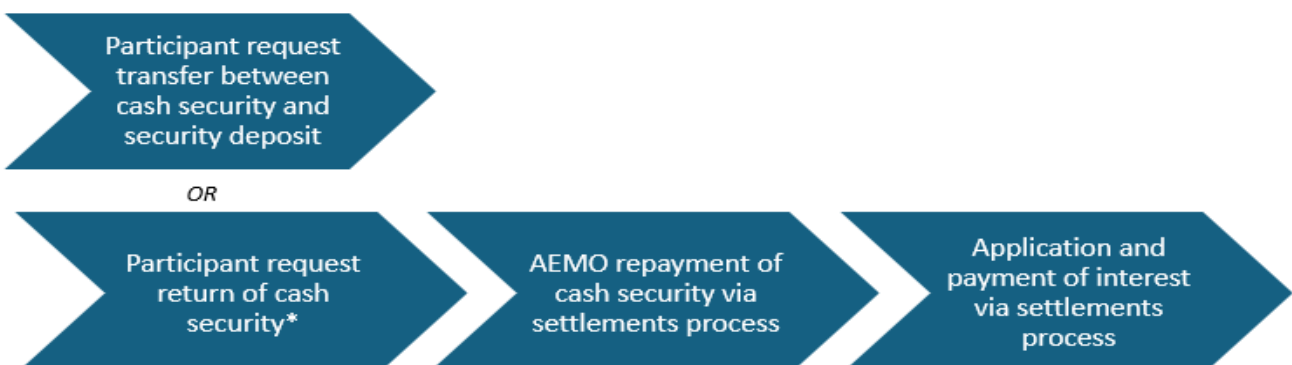 Participant request
transfer between
cash security and
security deposit
OR
Participant request
return of cash
security*
AEMO repayment of
cash security via
settlements process
Application and
payment of interest
via settlements
process